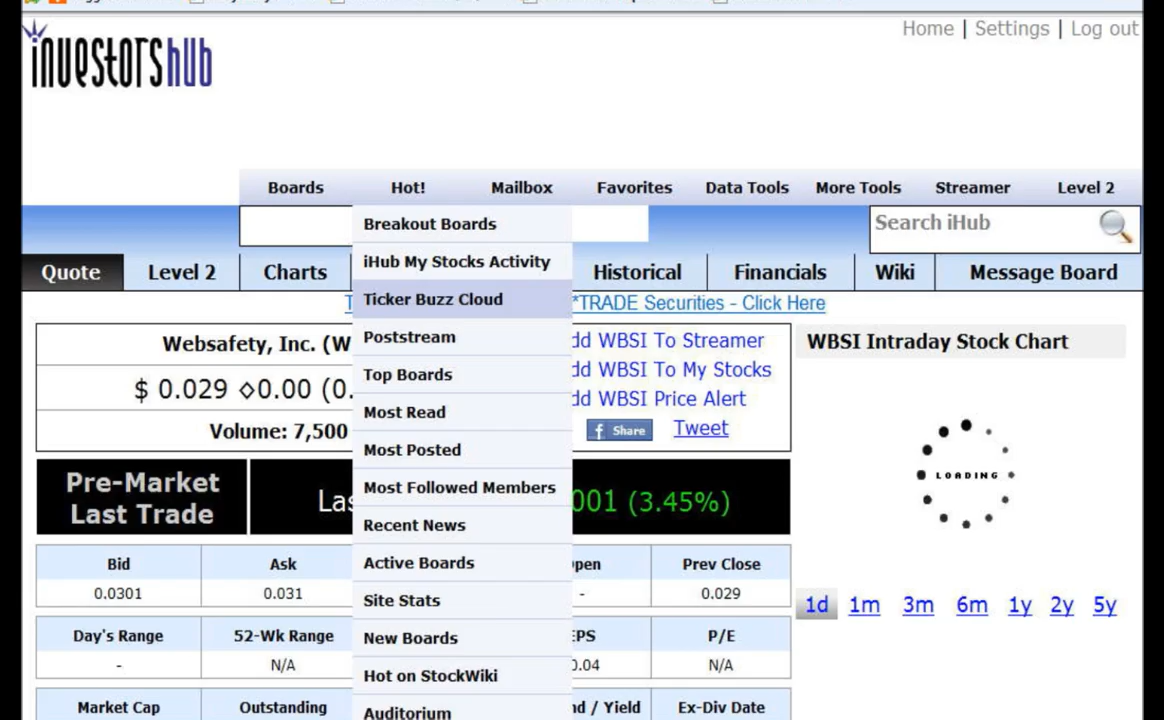 investorshub
Home | Settings | Log out
Boards Hot! Mailbox Favorites Data Tools More Tools Streamer Level 2
Breakout Boards
Search iHub
iHub My Stocks Activity
Quote Level 2 Charts Historical Financials Wiki Message Board
Ticker Buzz Cloud
*TRADE Securities - Click Here
Poststream
Websafety, Inc. (W
dd WBSI To Streamer
WBSI Intraday Stock Chart
Top Boards
dd WBSI To My Stocks
$ 0.029 ◇0.00 (0.
dd WBSI Price Alert
Most Read
Volume: 7,500
f Share Tweet
Most Posted
LOADING
Pre-Market
Last Trade
Most Followed Members
Las
001 (3.45%)
Recent News
Bid Ask pen Prev Close
Active Boards
0.0301 0.031 - 0.029
Site Stats
1d 1m 3m 6m 1y 2y 5y
Day's Range 52-Wk Range EPS P/E
New Boards
- N/A 0.04 N/A
Hot on StockWiki
Market Cap Outstanding nd / Yield Ex-Div Date
Auditorium